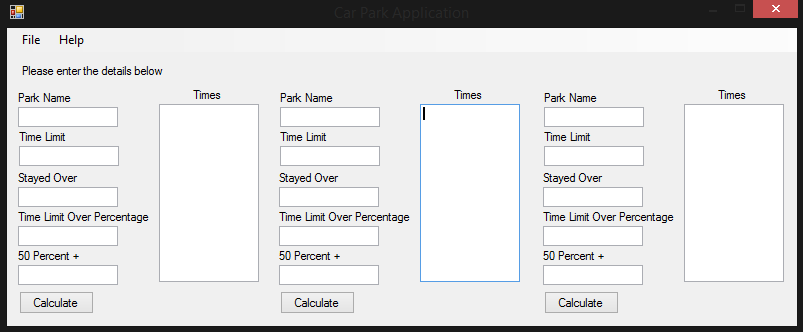 Car Park Application
File Help
Please enter the details below
Park Name
Times
Time Limit
Stayed Over
Time Limit Over Percentage
50 Percent +
Calculate
Park Name
Times
Time Limit
Stayed Over
Time Limit Over Percentage
50 Percent +
Calculate
Park Name
Times
Time Limit
Stayed Over
Time Limit Over Percentage
50 Percent +
Calculate